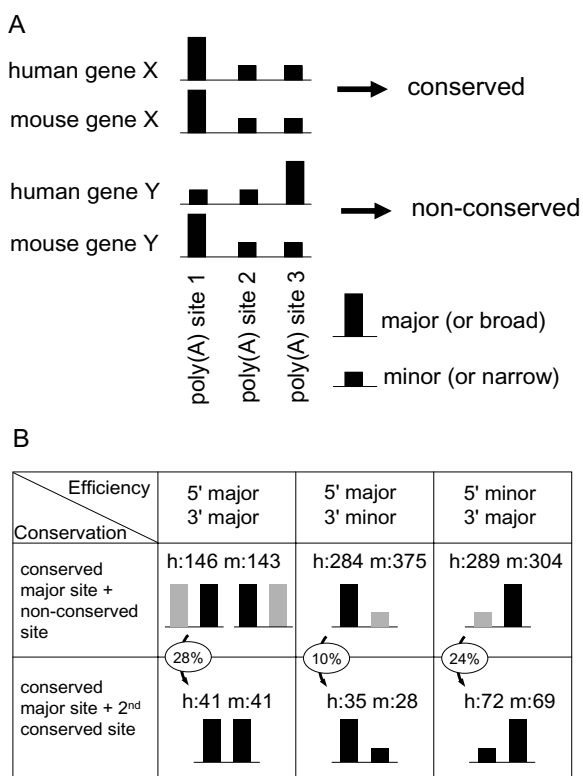 A
human gene X
conserved
mouse gene X
human gene Y
non-conserved
mouse gene Y
poly(A) site 1
poly(A) site 2
poly(A) site 3
major (or broad)
minor (or narrow)
B
Efficiency
Conservation
5' major
3' major
5' major
3' minor
5' minor
3' major
conserved
major site +
non-conserved
site
h:146 m:143
h:284 m:375
h:289 m:304
28%
10%
24%
conserved
major site + 2nd
conserved site
h:41 m:41
h:35 m:28
h:72 m:69